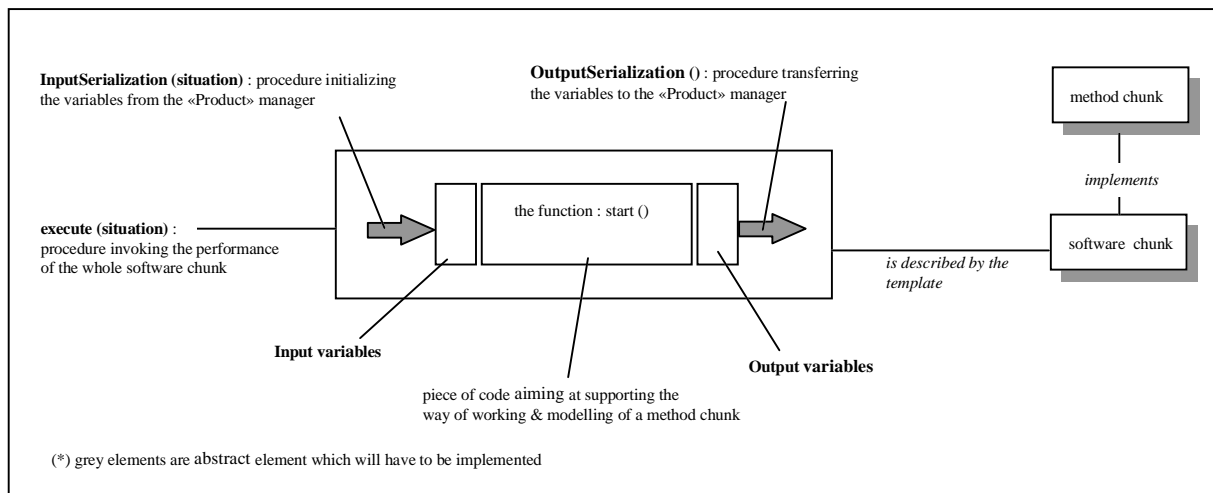 InputSerialization (situation) : procedure initializing
the variables from the «Product» manager
OutputSerialization () : procedure transferring
the variables to the «Product» manager
method chunk
implements
the function : start ()
execute (situation) :
procedure invoking the performance
of the whole software chunk
software chunk
is described by the
template
Input variables
Output variables
piece of code aiming at supporting the
way of working & modelling of a method chunk
(*) grey elements are abstract element which will have to be implemented